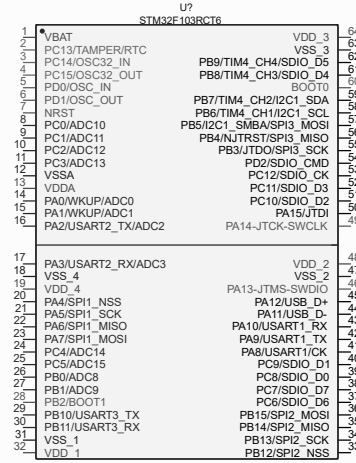 U?
STM32F103RCT6
1 VBAT VDD_3 64
2 PC13/TAMPER/RTC VSS_3 63
3 PC14/OSC32_IN PB9/TIM4_CH4/SDIO_D5 62
4 PC15/OSC32_OUT PB8/TIM4_CH3/SDIO_D4 61
5 PD0/OSC_IN BOOT0 60
6 PD1/OSC_OUT PB7/TIM4_CH2/I2C1_SDA 59
7 NRST PB6/TIM4_CH1/I2C1_SCL 58
8 PC0/ADC10 PB5/I2C1_SMBA/SPI3_MOSI 57
9 PC1/ADC11 PB4/NJTRST/SPI3_MISO 56
10 PC2/ADC12 PB3/JTDO/SPI3_SCK 55
11 PC3/ADC13 PD2/SDIO_CMD 54
12 VSSA PC12/SDIO_CK 53
13 VDDA PC11/SDIO_D3 52
14 PA0/WKUP/ADC0 PC10/SDIO_D2 51
15 PA1/WKUP/ADC1 PA15/JTDI 50
16 PA2/USART2_TX/ADC2 PA14-JTCK-SWCLK 49
17 PA3/USART2_RX/ADC3 VDD_2 48
18 VSS_4 VSS_2 47
19 VDD_4 PA13-JTMS-SWDIO 46
20 PA4/SPI1_NSS PA12/USB_D+ 45
21 PA5/SPI1_SCK PA11/USB_D- 44
22 PA6/SPI1_MISO PA10/USART1_RX 43
23 PA7/SPI1_MOSI PA9/USART1_TX 42
24 PC4/ADC14 PA8/USART1/CK 41
25 PC5/ADC15 PC9/SDIO_D1 40
26 PB0/ADC8 PC8/SDIO_D0 39
27 PB1/ADC9 PC7/SDIO_D7 38
28 PB2/BOOT1 PC6/SDIO_D6 37
29 PB10/USART3_TX PB15/SPI2_MOSI 36
30 PB11/USART3_RX PB14/SPI2_MISO 35
31 VSS_1 PB13/SPI2_SCK 34
32 VDD_1 PB12/SPI2_NSS 33